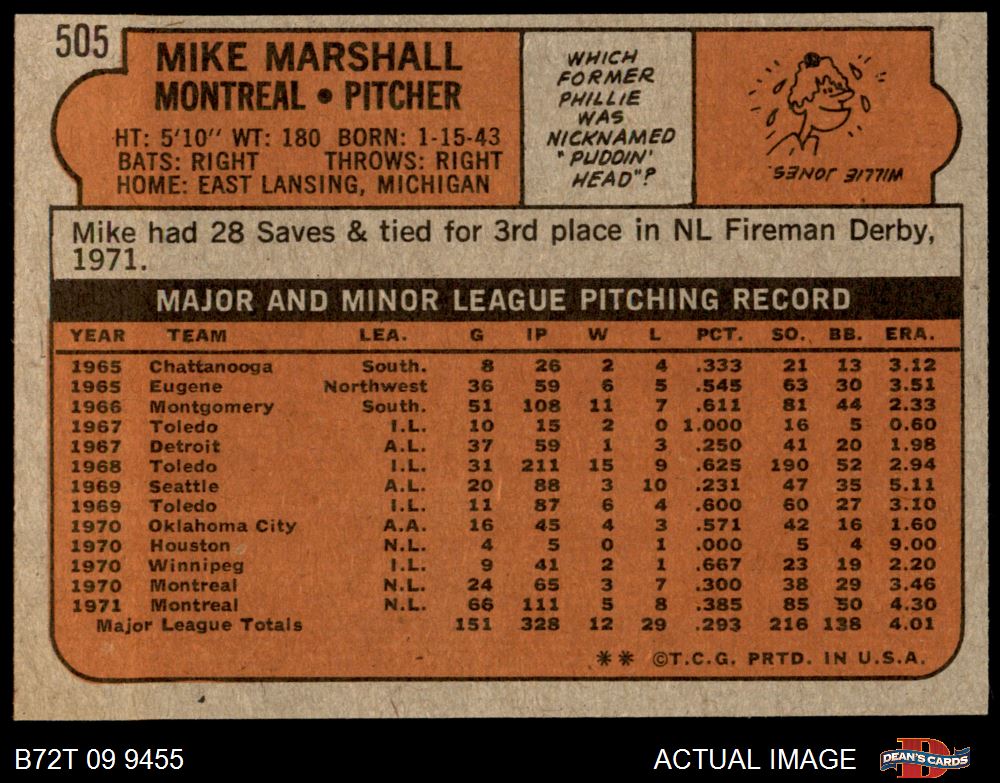 505
MIKE MARSHALL
MONTREAL • PITCHER
HT: 5'10" WT: 180 BORN: 1-15-43
BATS: RIGHT THROWS: RIGHT
HOME: EAST LANSING, MICHIGAN
WHICH
FORMER
PHILLIE
WAS
NICKNAMED
"PUDDIN'
HEAD"?
WILLIE JONES.
Mike had 28 Saves & tied for 3rd place in NL Fireman Derby,
1971.
MAJOR AND MINOR LEAGUE PITCHING RECORD
YEAR TEAM LEA. G IP W L PCT. SO. BB. ERA.
1965 Chattanooga South. 8 26 2 4 .333 21 13 3.12
1965 Eugene Northwest 36 59 6 5 .545 63 30 3.51
1966 Montgomery South. 51 108 11 7 .611 81 44 2.33
1967 Toledo I.L. 10 15 2 0 1.000 16 5 0.60
1967 Detroit A.L. 37 59 1 3 .250 41 20 1.98
1968 Toledo I.L. 31 211 15 9 .625 190 52 2.94
1969 Seattle A.L. 20 88 3 10 .231 47 35 5.11
1969 Toledo I.L. 11 87 6 4 .600 60 27 3.10
1970 Oklahoma City A.A. 16 45 4 3 .571 42 16 1.60
1970 Houston N.L. 4 5 0 1 .000 5 4 9.00
1970 Winnipeg I.L. 9 41 2 1 .667 23 19 2.20
1970 Montreal N.L. 24 65 3 7 .300 38 29 3.46
1971 Montreal N.L. 66 111 5 8 .385 85 50 4.30
Major League Totals 151 328 12 29 .293 216 138 4.01
** ©T.C.G. PRTD. IN U.S.A.
B72T 09 9455
ACTUAL IMAGE
DEAN'S CARDS